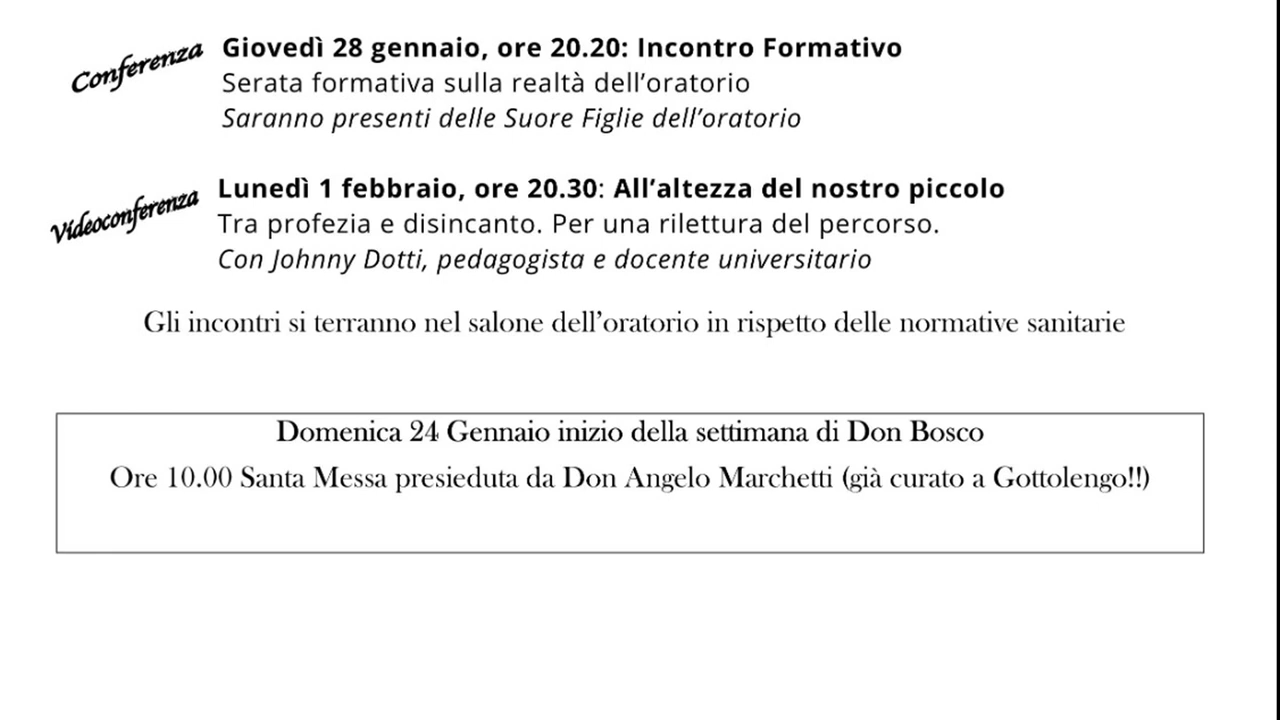 Conferenza
Giovedì 28 gennaio, ore 20.20: Incontro Formativo
Serata formativa sulla realtà dell’oratorio
Saranno presenti delle Suore Figlie dell’oratorio
Videoconferenza
Lunedì 1 febbraio, ore 20.30: All’altezza del nostro piccolo
Tra profezia e disincanto. Per una rilettura del percorso.
Con Johnny Dotti, pedagogista e docente universitario
Gli incontri si terranno nel salone dell’oratorio in rispetto delle normative sanitarie
Domenica 24 Gennaio inizio della settimana di Don Bosco
Ore 10.00 Santa Messa presieduta da Don Angelo Marchetti (già curato a Gottolengo!!)